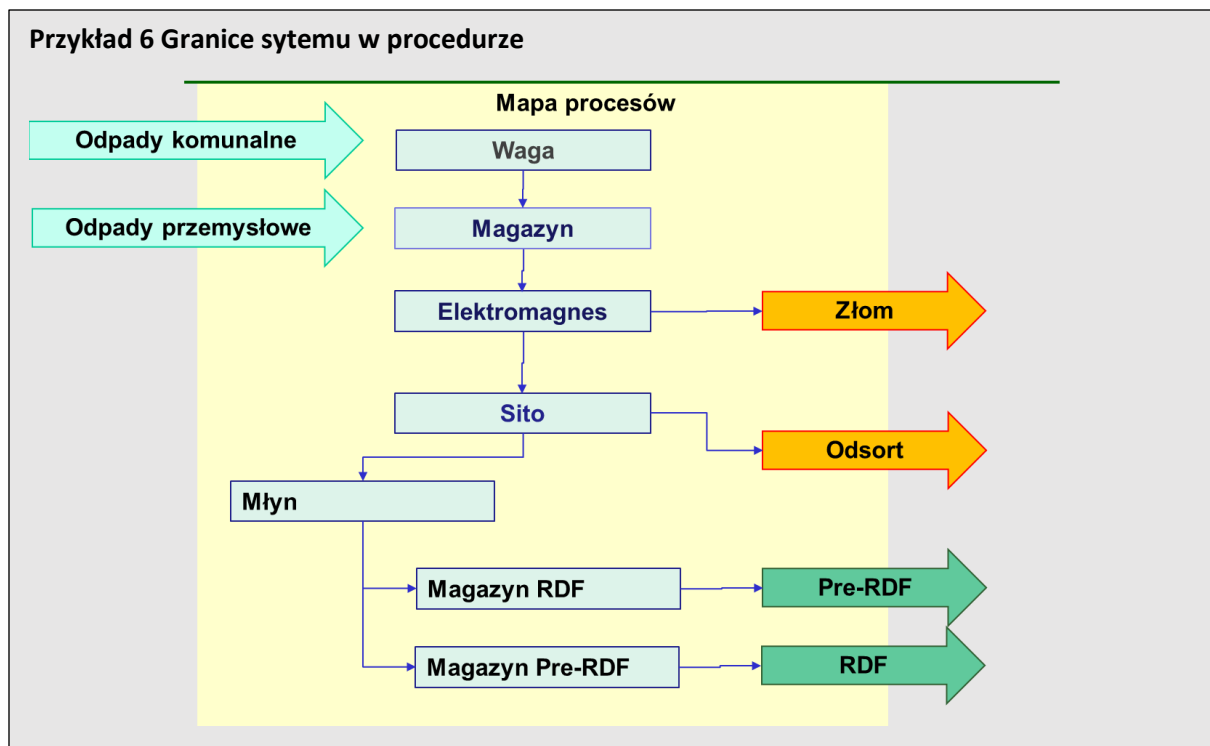 Przykład 6 Granice sytemu w procedurze
Mapa procesów
Odpady komunalne
Waga
Odpady przemysłowe
Magazyn
Elektromagnes
Złom
Sito
Odsort
Młyn
Magazyn RDF
Pre-RDF
Magazyn Pre-RDF
RDF